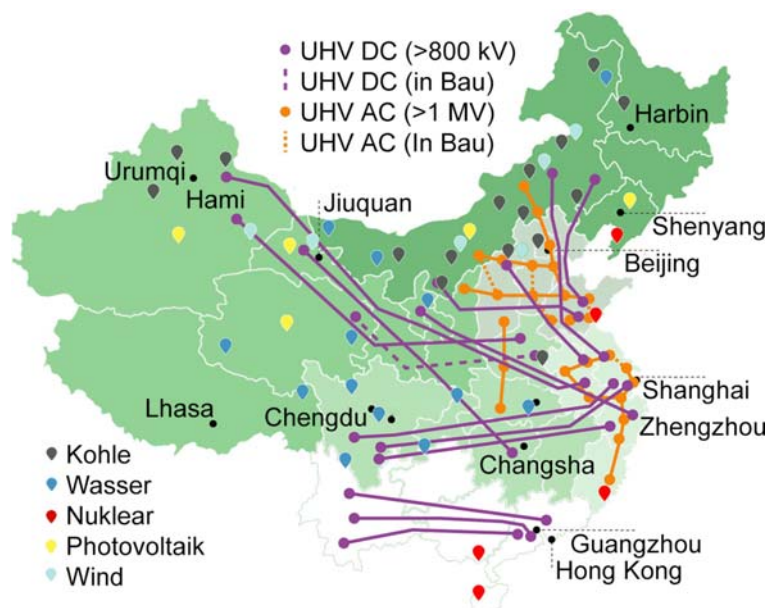 UHV DC (>800 kV)
UHV DC (in Bau)
UHV AC (>1 MV)
UHV AC (In Bau)
Harbin
Urumqi
Hami
Jiuquan
Shenyang
Beijing
Shanghai
Lhasa
Chengdu
Zhengzhou
Changsha
Kohle
Wasser
Nuklear
Photovoltaik
Wind
Guangzhou
Hong Kong